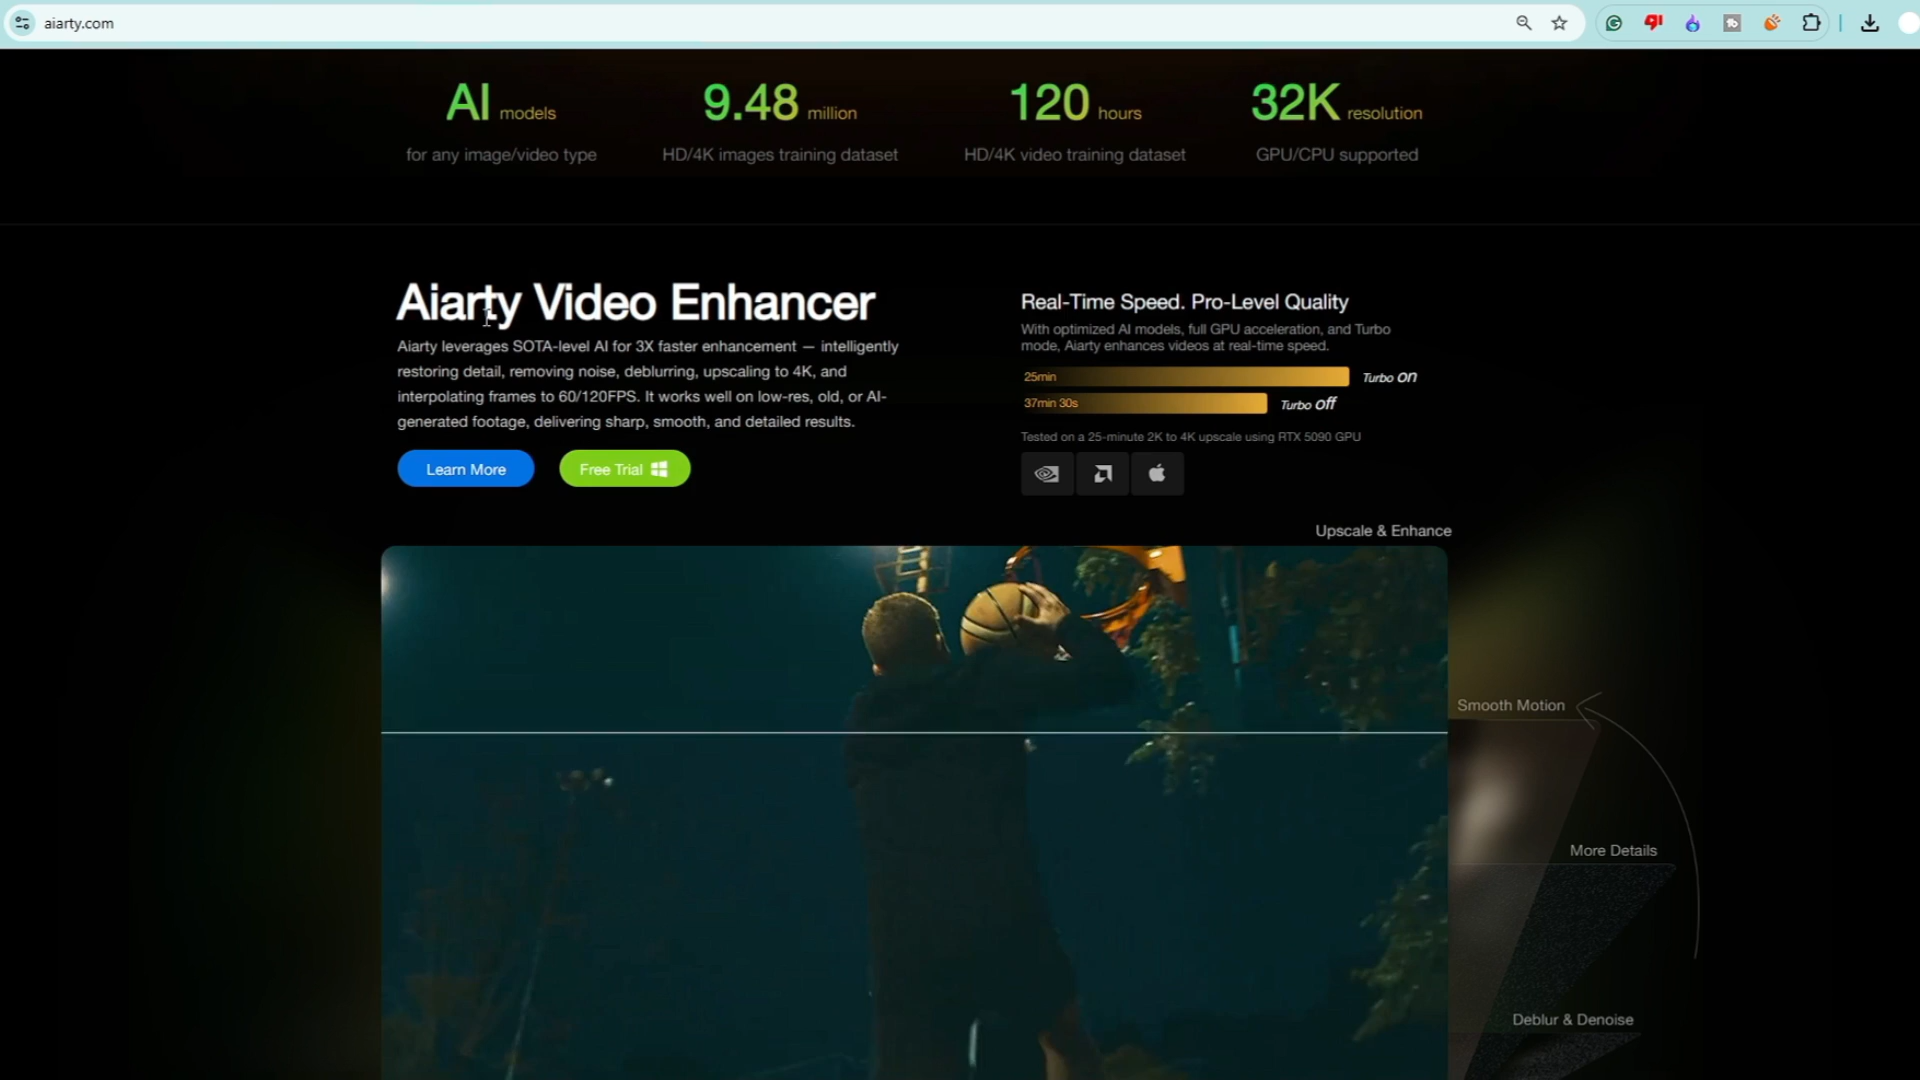 aiarty.com
AI models
9.48 million
120 hours
32K resolution
for any image/video type
HD/4K images training dataset
HD/4K video training dataset
GPU/CPU supported
Aiarty Video Enhancer
Aiarty leverages SOTA-level AI for 3X faster enhancement — intelligently
restoring detail, removing noise, deblurring, upscaling to 4K, and
interpolating frames to 60/120FPS. It works well on low-res, old, or AI-
generated footage, delivering sharp, smooth, and detailed results.
Learn More
Free Trial
Real-Time Speed. Pro-Level Quality
With optimized AI models, full GPU acceleration, and Turbo
mode, Aiarty enhances videos at real-time speed.
25min
Turbo on
37min 30s
Turbo off
Tested on a 25-minute 2K to 4K upscale using RTX 5090 GPU
Upscale & Enhance
Smooth Motion
More Details
Deblur & Denoise